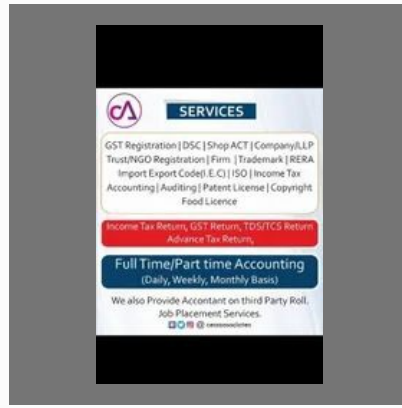 CA
SERVICES
GST Registration | DSC | Shop ACT | Company/LLP
Trust/NGO Registration | Firm | Trademark | RERA
Import Export Code(I.E.C) | ISO | Income Tax
Accounting | Auditing | Patent License | Copyright
Food Licence
Income Tax Return, GST Return, TDS/TCS Return
Advance Tax Return,
Full Time/Part time Accounting
(Daily, Weekly, Monthly Basis)
We also Provide Accontant on third Party Roll.
Job Placement Services.
@